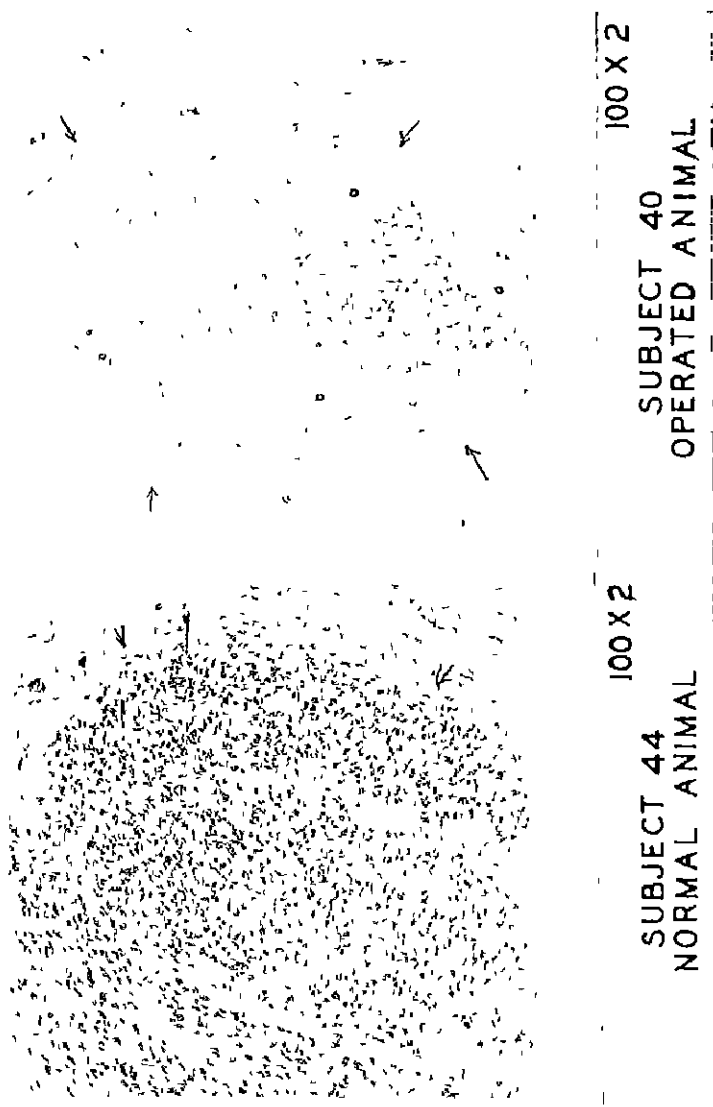 100 X 2
SUBJECT 44
NORMAL ANIMAL
100 X 2
SUBJECT 40
OPERATED ANIMAL